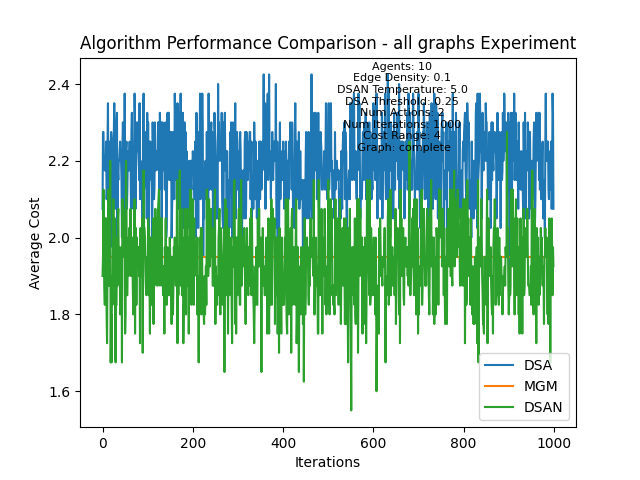 Algorithm Performance Comparison - all graphs Experiment
Agents: 10
Edge Density: 0.1
DSAN Temperature: 5.0
DSA Threshold: 0.25
Num Actions: 2
Num Iterations: 1000
Cost Range: 4
Graph: complete
Average Cost
2.4
2.2
2.0
1.8
1.6
DSA
MGM
DSAN
0
200
400
600
800
1000
Iterations